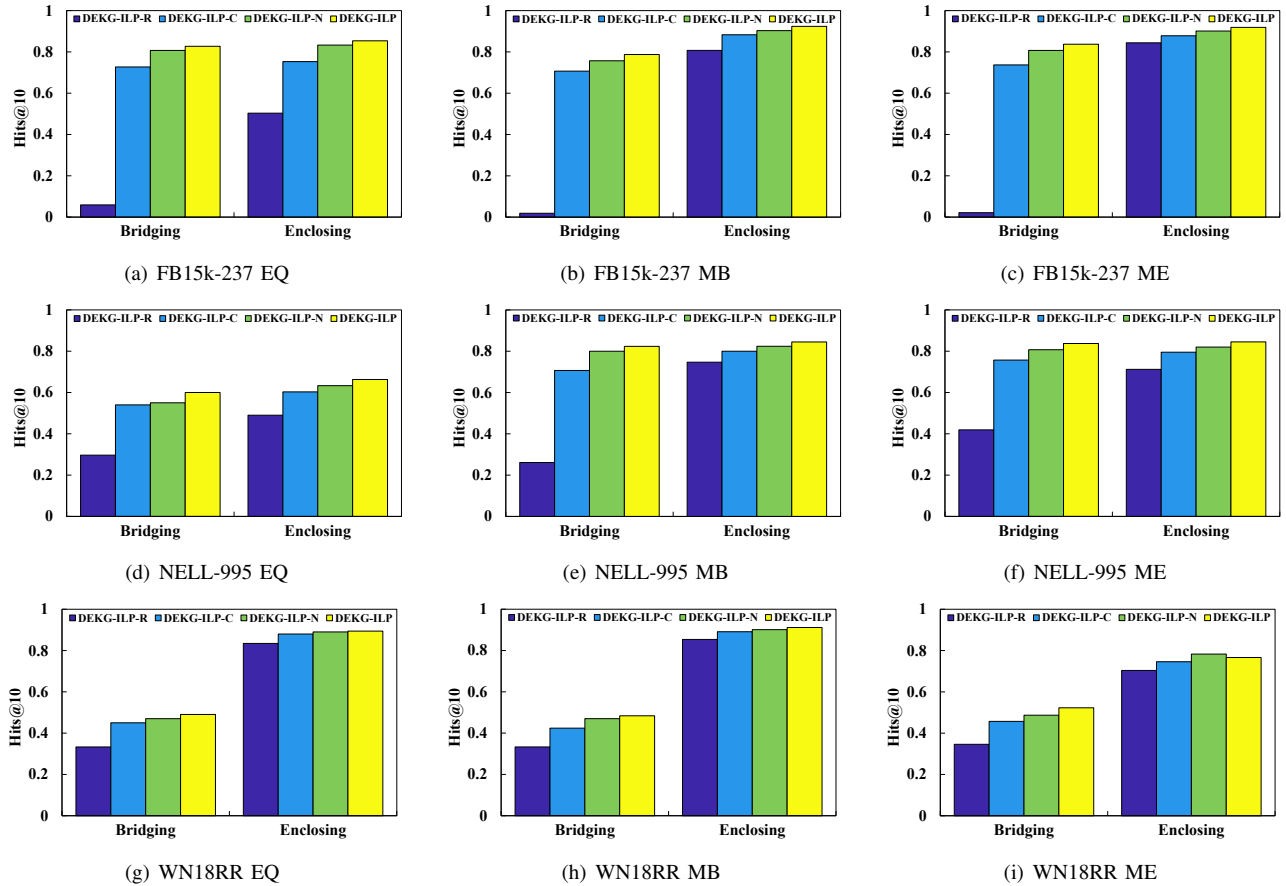 DEKG-ILP-R DEKG-ILP-C DEKG-ILP-N DEKG-ILP
Hits@10
1
0.8
0.6
0.4
0.2
0
Bridging Enclosing
(a) FB15k-237 EQ
DEKG-ILP-R DEKG-ILP-C DEKG-ILP-N DEKG-ILP
Hits@10
1
0.8
0.6
0.4
0.2
0
Bridging Enclosing
(b) FB15k-237 MB
DEKG-ILP-R DEKG-ILP-C DEKG-ILP-N DEKG-ILP
Hits@10
1
0.8
0.6
0.4
0.2
0
Bridging Enclosing
(c) FB15k-237 ME
DEKG-ILP-R DEKG-ILP-C DEKG-ILP-N DEKG-ILP
Hits@10
1
0.8
0.6
0.4
0.2
0
Bridging Enclosing
(d) NELL-995 EQ
DEKG-ILP-R DEKG-ILP-C DEKG-ILP-N DEKG-ILP
Hits@10
1
0.8
0.6
0.4
0.2
0
Bridging Enclosing
(e) NELL-995 MB
DEKG-ILP-R DEKG-ILP-C DEKG-ILP-N DEKG-ILP
Hits@10
1
0.8
0.6
0.4
0.2
0
Bridging Enclosing
(f) NELL-995 ME
DEKG-ILP-R DEKG-ILP-C DEKG-ILP-N DEKG-ILP
Hits@10
1
0.8
0.6
0.4
0.2
0
Bridging Enclosing
(g) WN18RR EQ
DEKG-ILP-R DEKG-ILP-C DEKG-ILP-N DEKG-ILP
Hits@10
1
0.8
0.6
0.4
0.2
0
Bridging Enclosing
(h) WN18RR MB
DEKG-ILP-R DEKG-ILP-C DEKG-ILP-N DEKG-ILP
Hits@10
1
0.8
0.6
0.4
0.2
0
Bridging Enclosing
(i) WN18RR ME